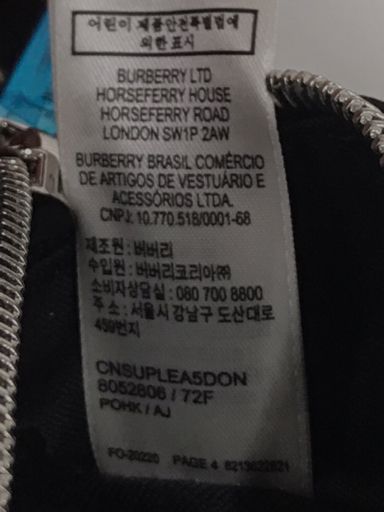 어린이 제품안전특별법에
의한 표시
BURBERRY LTD
HORSEFERRY HOUSE
HORSEFERRY ROAD
LONDON SW1P 2AW
BURBERRY BRASIL COMÉRCIO
DE ARTIGOS DE VESTUÁRIO E
ACESSÓRIOS LTDA.
CNPJ: 10.770.518/0001-68
제조원 : 버버리
수입원 : 버버리코리아㈜
소비자상담실 : 080 700 8800
주 소 : 서울시 강남구 도산대로
459번지
CNSUPLEA5DON
8052806 / 72F
POHK / AJ
FO-20220 PAGE 4 8213622821